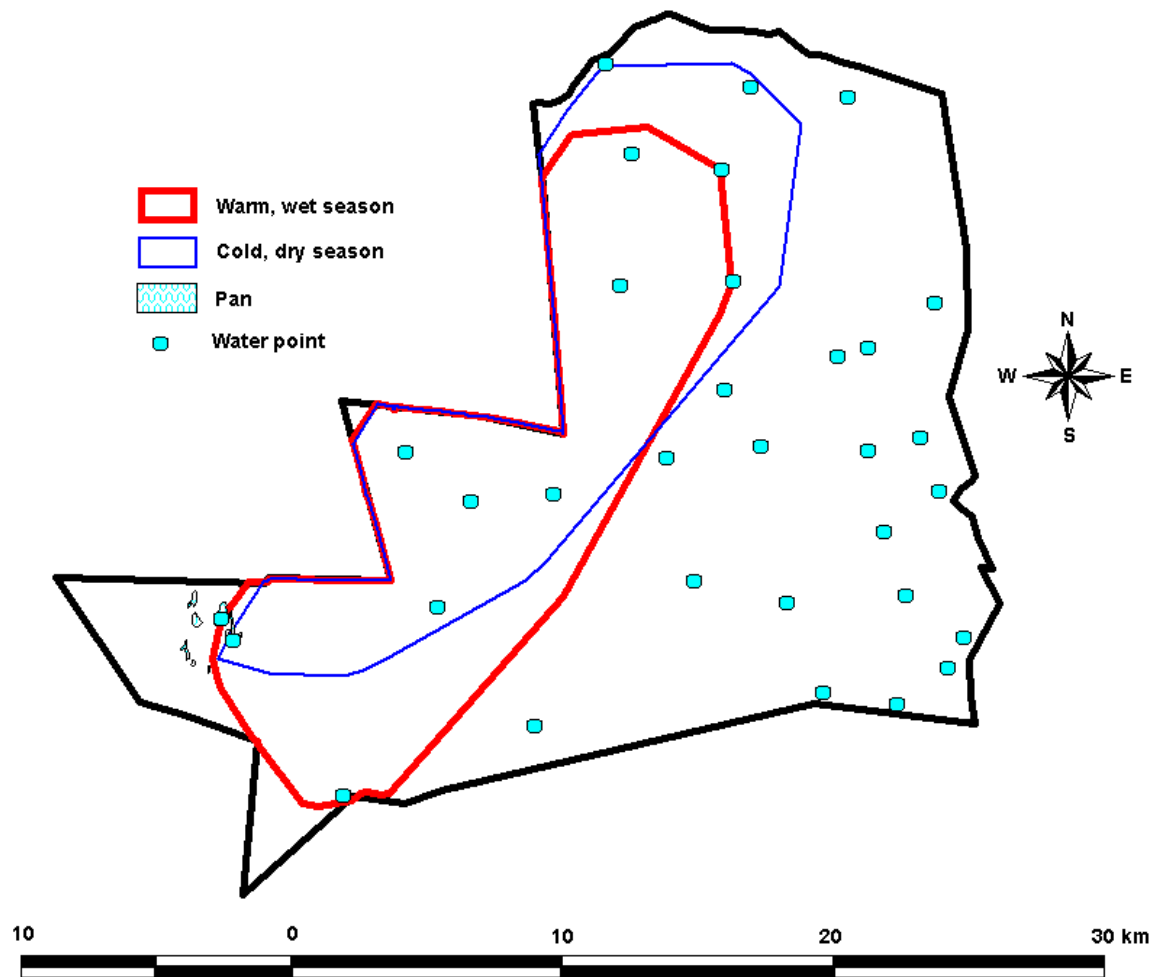 Warm, wet season
Cold, dry season
Pan
Water point
N
W E
S
10 0 10 20 30 km